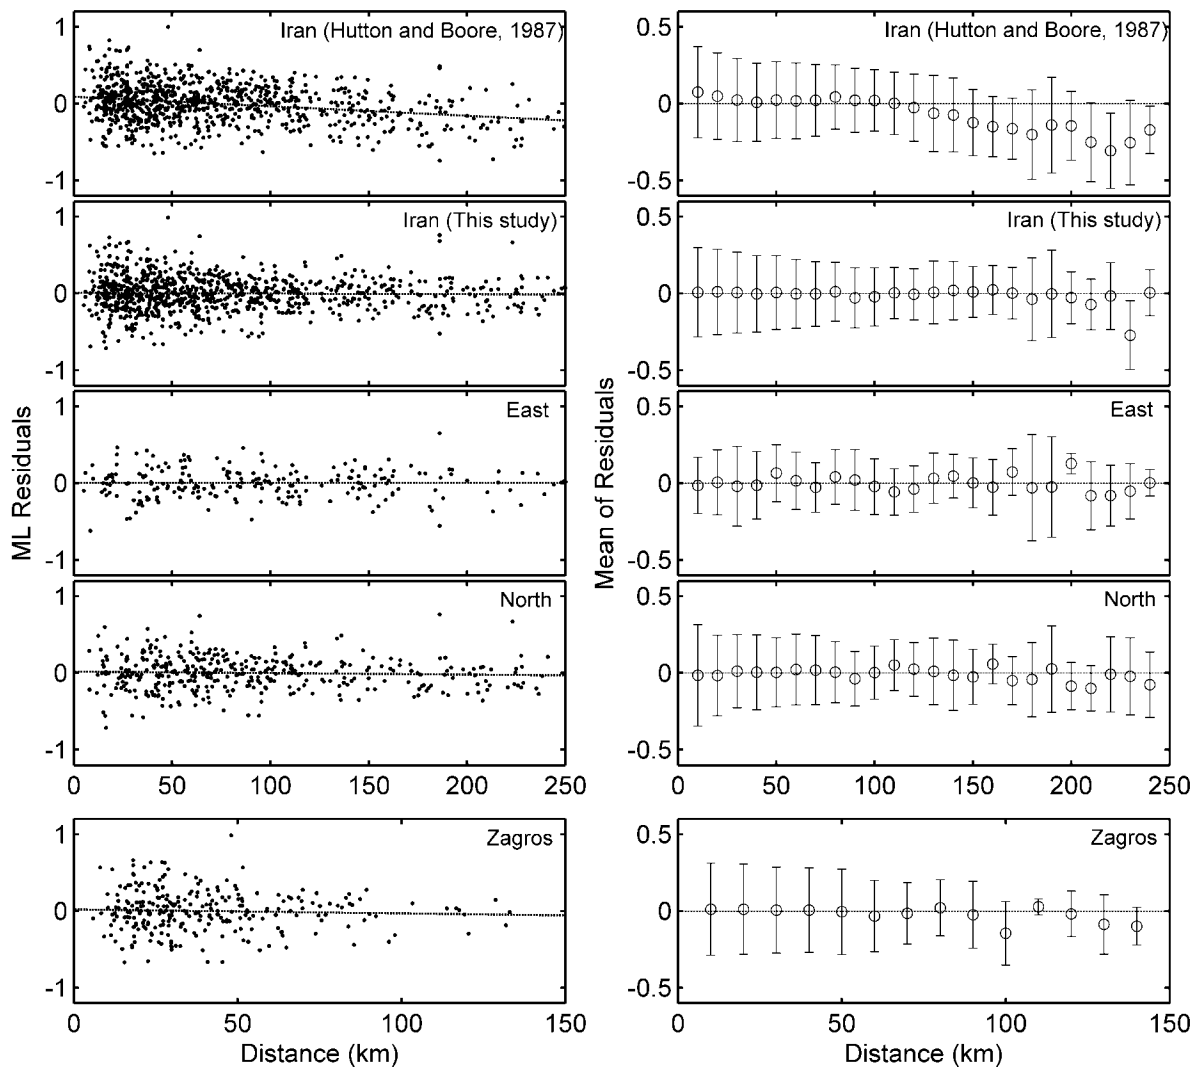 Iran (Hutton and Boore, 1987)
1
0
-1
Iran (This study)
1
0
-1
East
1
0
-1
North
1
0
-1
0 50 100 150 200 250
Zagros
1
0
-1
0 50 100 150
Distance (km)
ML Residuals
Iran (Hutton and Boore, 1987)
0.5
0
-0.5
Iran (This study)
0.5
0
-0.5
East
0.5
0
-0.5
North
0.5
0
-0.5
0 50 100 150 200 250
Zagros
0.5
0
-0.5
0 50 100 150
Distance (km)
Mean of Residuals